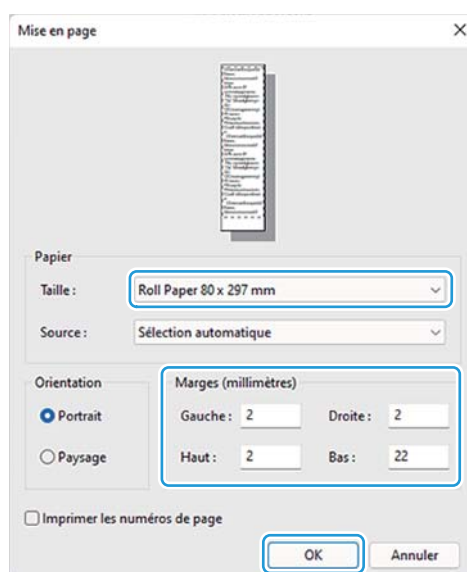 Mise en page
Papier
Taille : Roll Paper 80 x 297 mm
Source : Sélection automatique
Orientation
Portrait
Paysage
Marges (millimètres)
Gauche : 2 Droite : 2
Haut : 2 Bas : 22
Imprimer les numéros de page
OK Annuler